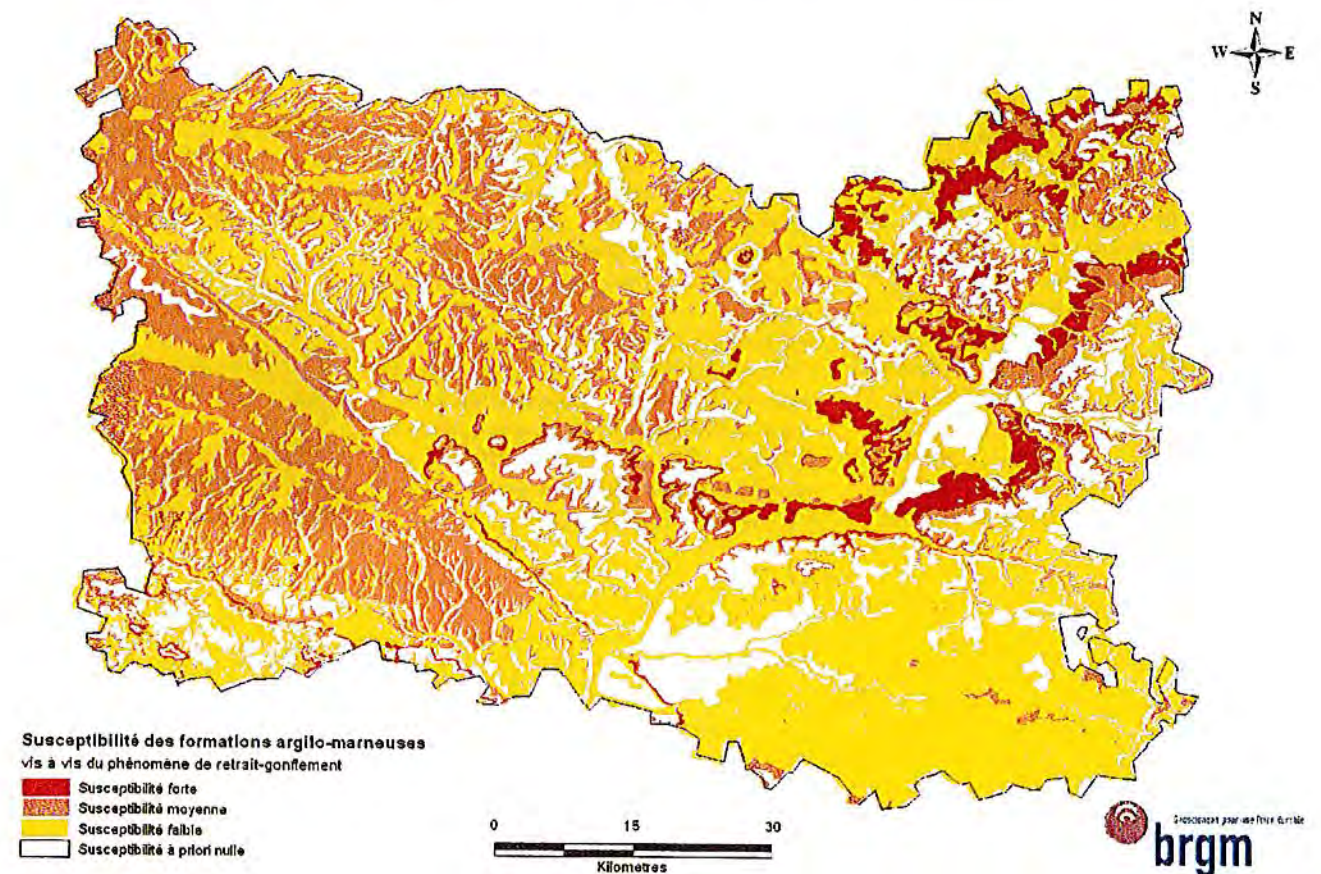 N
W E
S
Susceptibilité des formations argilo-marneuses
vis à vis du phénomène de retrait-gonflement
Susceptibilité forte
Susceptibilité moyenne
Susceptibilité faible
Susceptibilité à priori nulle
0 15 30
Kilometres
brgm